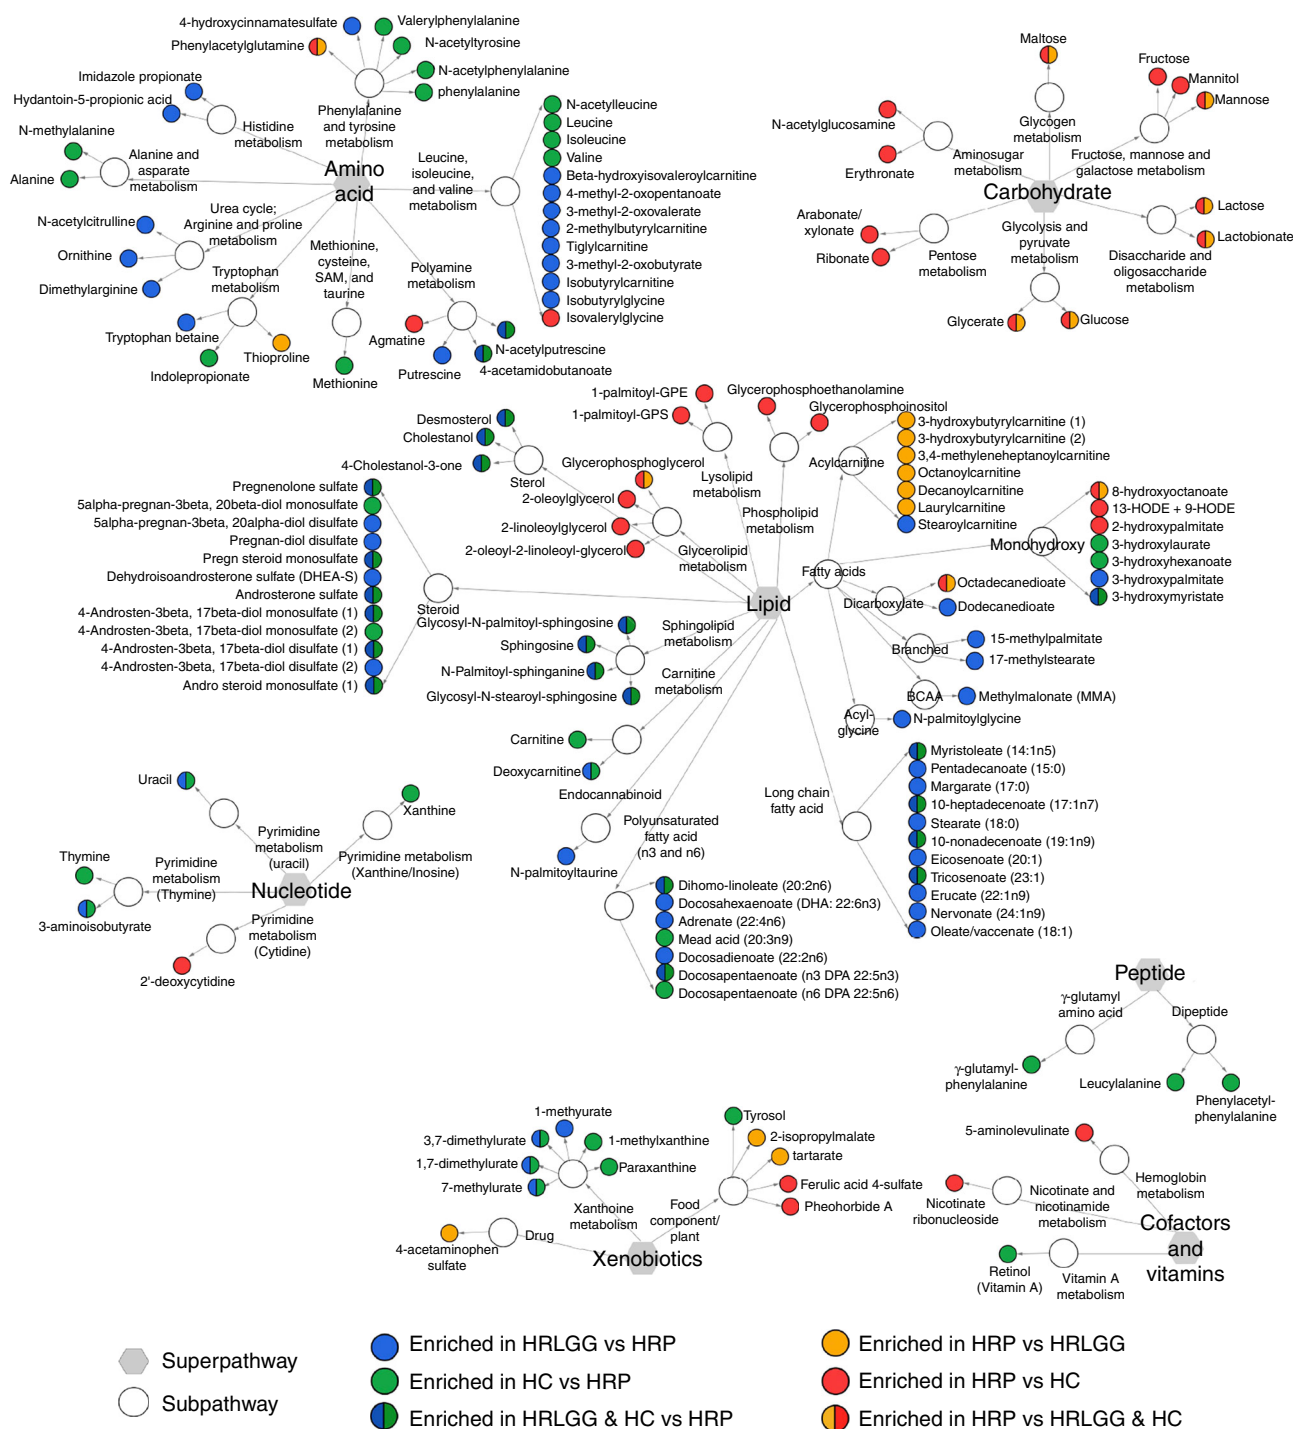 4-hydroxycinnamatesulfate
Valerylphenylalanine
Phenylacetylglutamine
N-acetyltyrosine
N-acetylphenylalanine
phenylalanine
Imidazole propionate
Hydantoin-5-propionic acid
Histidine
metabolism
Phenylalanine
and tyrosine
metabolism
N-methylalanine
Alanine
Alanine and
asparate
metabolism
Amino
acid
Leucine,
isoleucine,
and valine
metabolism
N-acetylleucine
Leucine
Isoleucine
Valine
Beta-hydroxyisovaleroylcarnitine
4-methyl-2-oxopentanoate
3-methyl-2-oxovalerate
2-methylbutyrylcarnitine
Tiglylcarnitine
3-methyl-2-oxobutyrate
Isobutyrylcarnitine
Isobutyrylglycine
Isovalerylglycine
Urea cycle;
Arginine and proline
metabolism
N-acetylcitrulline
Ornithine
Dimethylarginine
Tryptophan
metabolism
Tryptophan betaine
Indolepropionate
Thioproline
Methionine,
cysteine,
SAM, and
taurine
Methionine
Polyamine
metabolism
Agmatine
Putrescine
N-acetylputrescine
4-acetamidobutanoate
Maltose
Fructose
Mannitol
Mannose
N-acetylglucosamine
Erythronate
Aminosugar
metabolism
Glycogen
metabolism
Fructose, mannose and
galactose metabolism
Carbohydrate
Arabonate/
xylonate
Ribonate
Pentose
metabolism
Glycolysis and
pyruvate
metabolism
Lactose
Lactobionate
Disaccharide and
oligosaccharide
metabolism
Glycerate
Glucose
1-palmitoyl-GPE
1-palmitoyl-GPS
Lysolipid
metabolism
Glycerophosphoethanolamine
Glycerophosphoinositol
Phospholipid
metabolism
Desmosterol
Cholestanol
4-Cholestanol-3-one
Sterol
Glycerophosphoglycerol
2-oleoylglycerol
2-linoleoylglycerol
2-oleoyl-2-linoleoyl-glycerol
Glycerolipid
metabolism
Acylcarnitine
3-hydroxybutyrylcarnitine (1)
3-hydroxybutyrylcarnitine (2)
3,4-methyleneheptanoylcarnitine
Octanoylcarnitine
Decanoylcarnitine
Laurylcarnitine
Stearoylcarnitine
Monohydroxy
8-hydroxyoctanoate
13-HODE + 9-HODE
2-hydroxypalmitate
3-hydroxylaurate
3-hydroxyhexanoate
3-hydroxypalmitate
3-hydroxymyristate
Pregnenolone sulfate
5alpha-pregnan-3beta, 20beta-diol monosulfate
5alpha-pregnan-3beta, 20alpha-diol disulfate
Pregnan-diol disulfate
Pregn steroid monosulfate
Dehydroisoandrosterone sulfate (DHEA-S)
Androsterone sulfate
4-Androsten-3beta, 17beta-diol monosulfate (1)
4-Androsten-3beta, 17beta-diol monosulfate (2)
4-Androsten-3beta, 17beta-diol disulfate (1)
4-Androsten-3beta, 17beta-diol disulfate (2)
Andro steroid monosulfate (1)
Steroid
Lipid
Fatty acids
Dicarboxylate
Octadecanedioate
Dodecanedioate
Branched
15-methylpalmitate
17-methylstearate
BCAA
Methylmalonate (MMA)
Acyl-
glycine
N-palmitoylglycine
Glycosyl-N-palmitoyl-sphingosine
Sphingosine
N-Palmitoyl-sphinganine
Glycosyl-N-stearoyl-sphingosine
Sphingolipid
metabolism
Carnitine
metabolism
Carnitine
Deoxycarnitine
Endocannabinoid
N-palmitoyltaurine
Polyunsaturated
fatty acid
(n3 and n6)
Dihomo-linoleate (20:2n6)
Docosahexaenoate (DHA: 22:6n3)
Adrenate (22:4n6)
Mead acid (20:3n9)
Docosadienoate (22:2n6)
Docosapentaenoate (n3 DPA 22:5n3)
Docosapentaenoate (n6 DPA 22:5n6)
Long chain
fatty acid
Myristoleate (14:1n5)
Pentadecanoate (15:0)
Margarate (17:0)
10-heptadecenoate (17:1n7)
Stearate (18:0)
10-nonadecenoate (19:1n9)
Eicosenoate (20:1)
Tricosenoate (23:1)
Erucate (22:1n9)
Nervonate (24:1n9)
Oleate/vaccenate (18:1)
Uracil
Pyrimidine
metabolism
(uracil)
Xanthine
Pyrimidine metabolism
(Xanthine/Inosine)
Thymine
3-aminoisobutyrate
Pyrimidine
metabolism
(Thymine)
Nucleotide
Pyrimidine
metabolism
(Cytidine)
2'-deoxycytidine
Peptide
γ-glutamyl
amino acid
Dipeptide
γ-glutamyl-
phenylalanine
Leucylalanine
Phenylacetyl-
phenylalanine
1-methyurate
3,7-dimethylurate
1,7-dimethylurate
7-methylurate
1-methylxanthine
Paraxanthine
Xanthoine
metabolism
Tyrosol
2-isopropylmalate
tartarate
Ferulic acid 4-sulfate
Pheohorbide A
Food
component/
plant
Drug
4-acetaminophen
sulfate
Xenobiotics
5-aminolevulinate
Hemoglobin
metabolism
Nicotinate
ribonucleoside
Nicotinate and
nicotinamide
metabolism
Cofactors
and
vitamins
Retinol
(Vitamin A)
Vitamin A
metabolism
Superpathway
Subpathway
Enriched in HRLGG vs HRP
Enriched in HC vs HRP
Enriched in HRLGG & HC vs HRP
Enriched in HRP vs HRLGG
Enriched in HRP vs HC
Enriched in HRP vs HRLGG & HC